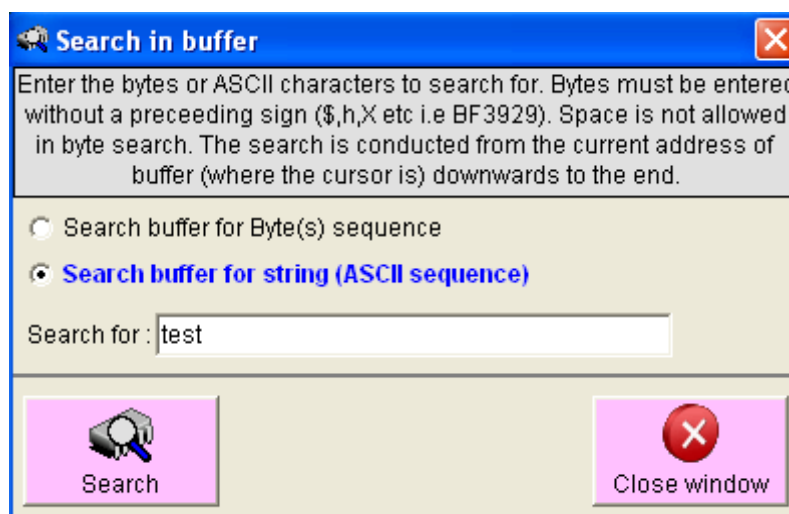 Search in buffer
Enter the bytes or ASCII characters to search for. Bytes must be entered
without a preceeding sign ($,h,X etc i.e BF3929). Space is not allowed
in byte search. The search is conducted from the current address of
buffer (where the cursor is) downwards to the end.
Search buffer for Byte(s) sequence
Search buffer for string (ASCII sequence)
Search for : test
Search
Close window